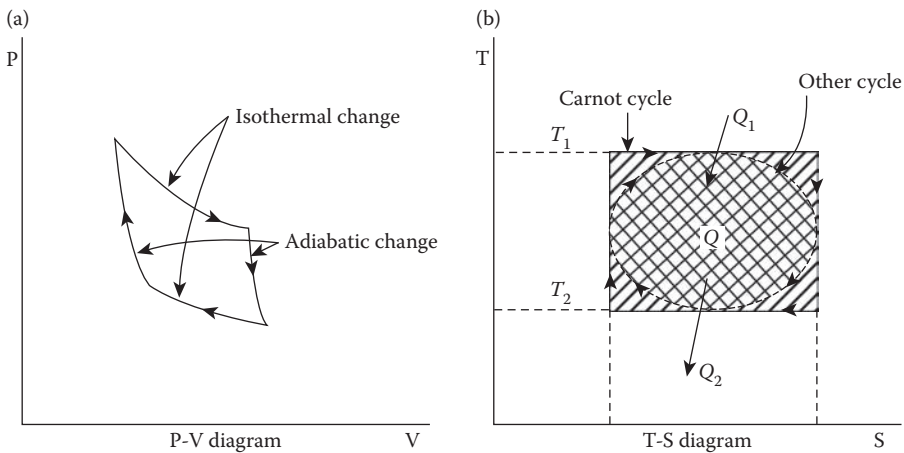 (a)
P
Isothermal change
Adiabatic change
P-V diagram
V
(b)
T
Carnot cycle
Other cycle
Q1
T1
Q
T2
Q2
T-S diagram
S